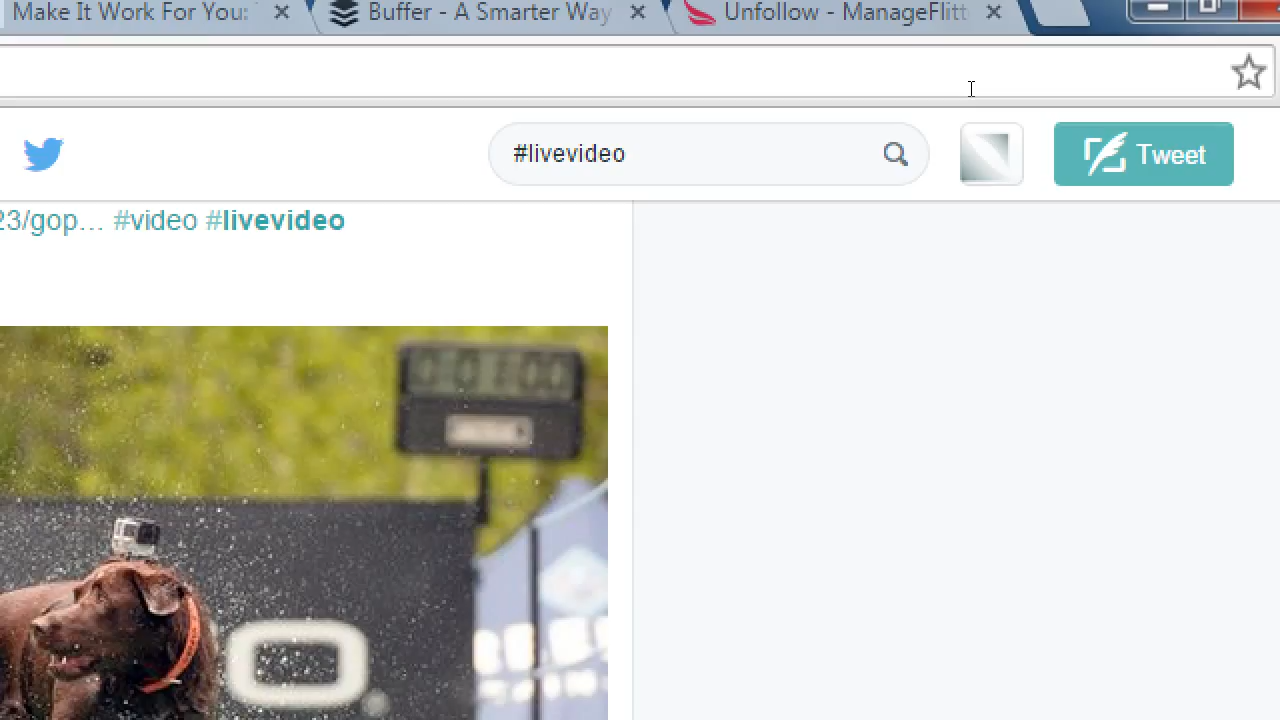 Make It Work For You:
Buffer - A Smarter Way
Unfollow - ManageFlitt
#livevideo
Tweet
23/gop… #video #livevideo
O.